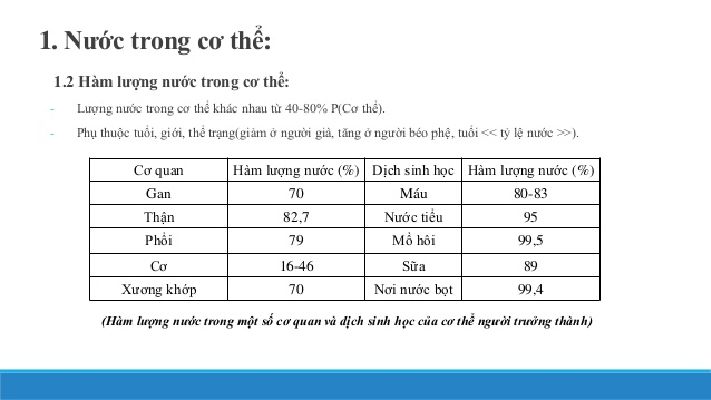 1. Nước trong cơ thể:
1.2 Hàm lượng nước trong cơ thể:
- Lượng nước trong cơ thể khác nhau từ 40-80% P(Cơ thể).
- Phụ thuộc tuổi, giới, thể trạng(giảm ở người già, tăng ở người béo phệ, tuổi << tỷ lệ nước >>).
Cơ quan Hàm lượng nước (%) Dịch sinh học Hàm lượng nước (%)
Gan 70 Máu 80-83
Thận 82,7 Nước tiểu 95
Phổi 79 Mồ hôi 99,5
Cơ 16-46 Sữa 89
Xương khớp 70 Nơi nước bọt 99,4
(Hàm lượng nước trong một số cơ quan và dịch sinh học của cơ thể người trưởng thành)